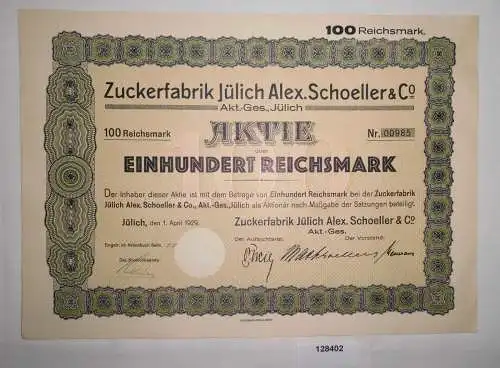 100 Reichsmark.
Zuckerfabrik Jülich Alex. Schoeller & Co
Akt.-Ges., Jülich
100 Reichsmark
AKTIE
Nr. 00985
über
EINHUNDERT REICHSMARK
Der Inhaber dieser Aktie ist mit dem Betrage von Einhundert Reichsmark bei der Zuckerfabrik
Jülich Alex. Schoeller & Co., Akt.-Ges., Jülich als Aktionär nach Maßgabe der Satzungen beteiligt.
Jülich, den 1. April 1929.
Zuckerfabrik Jülich Alex. Schoeller & Co
Akt.-Ges.
Der Aufsichtsrat:
Der Vorstand:
128402